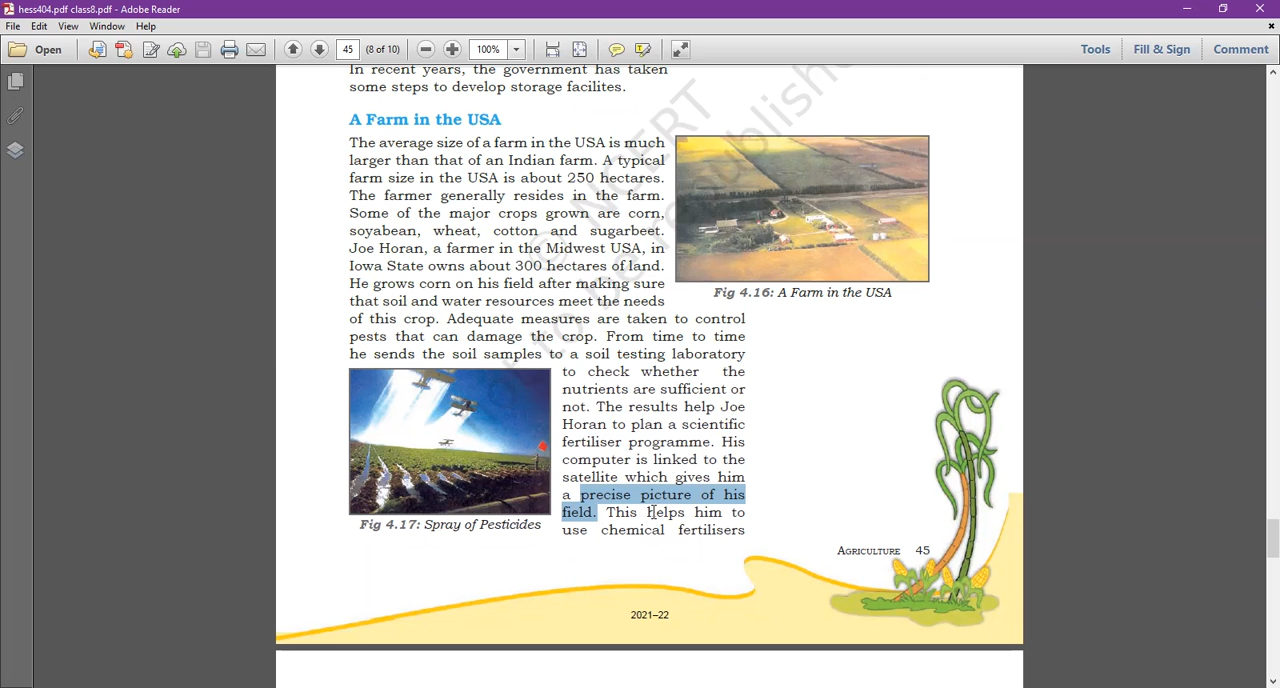 hess404.pdf class8.pdf - Adobe Reader
File Edit View Window Help
Open 45 (8 of 10) 100% Tools Fill & Sign Comment
In recent years, the government has taken
some steps to develop storage facilites.
A Farm in the USA
The average size of a farm in the USA is much
larger than that of an Indian farm. A typical
farm size in the USA is about 250 hectares.
The farmer generally resides in the farm.
Some of the major crops grown are corn,
soyabean, wheat, cotton and sugarbeet.
Joe Horan, a farmer in the Midwest USA, in
Iowa State owns about 300 hectares of land.
He grows corn on his field after making sure
that soil and water resources meet the needs
of this crop. Adequate measures are taken to control
pests that can damage the crop. From time to time
he sends the soil samples to a soil testing laboratory
to check whether the
nutrients are sufficient or
not. The results help Joe
Horan to plan a scientific
fertiliser programme. His
computer is linked to the
satellite which gives him
a precise picture of his
field. This helps him to
use chemical fertilisers
Fig 4.16: A Farm in the USA
Fig 4.17: Spray of Pesticides
AGRICULTURE 45
2021–22
© NCERT
to be republishe